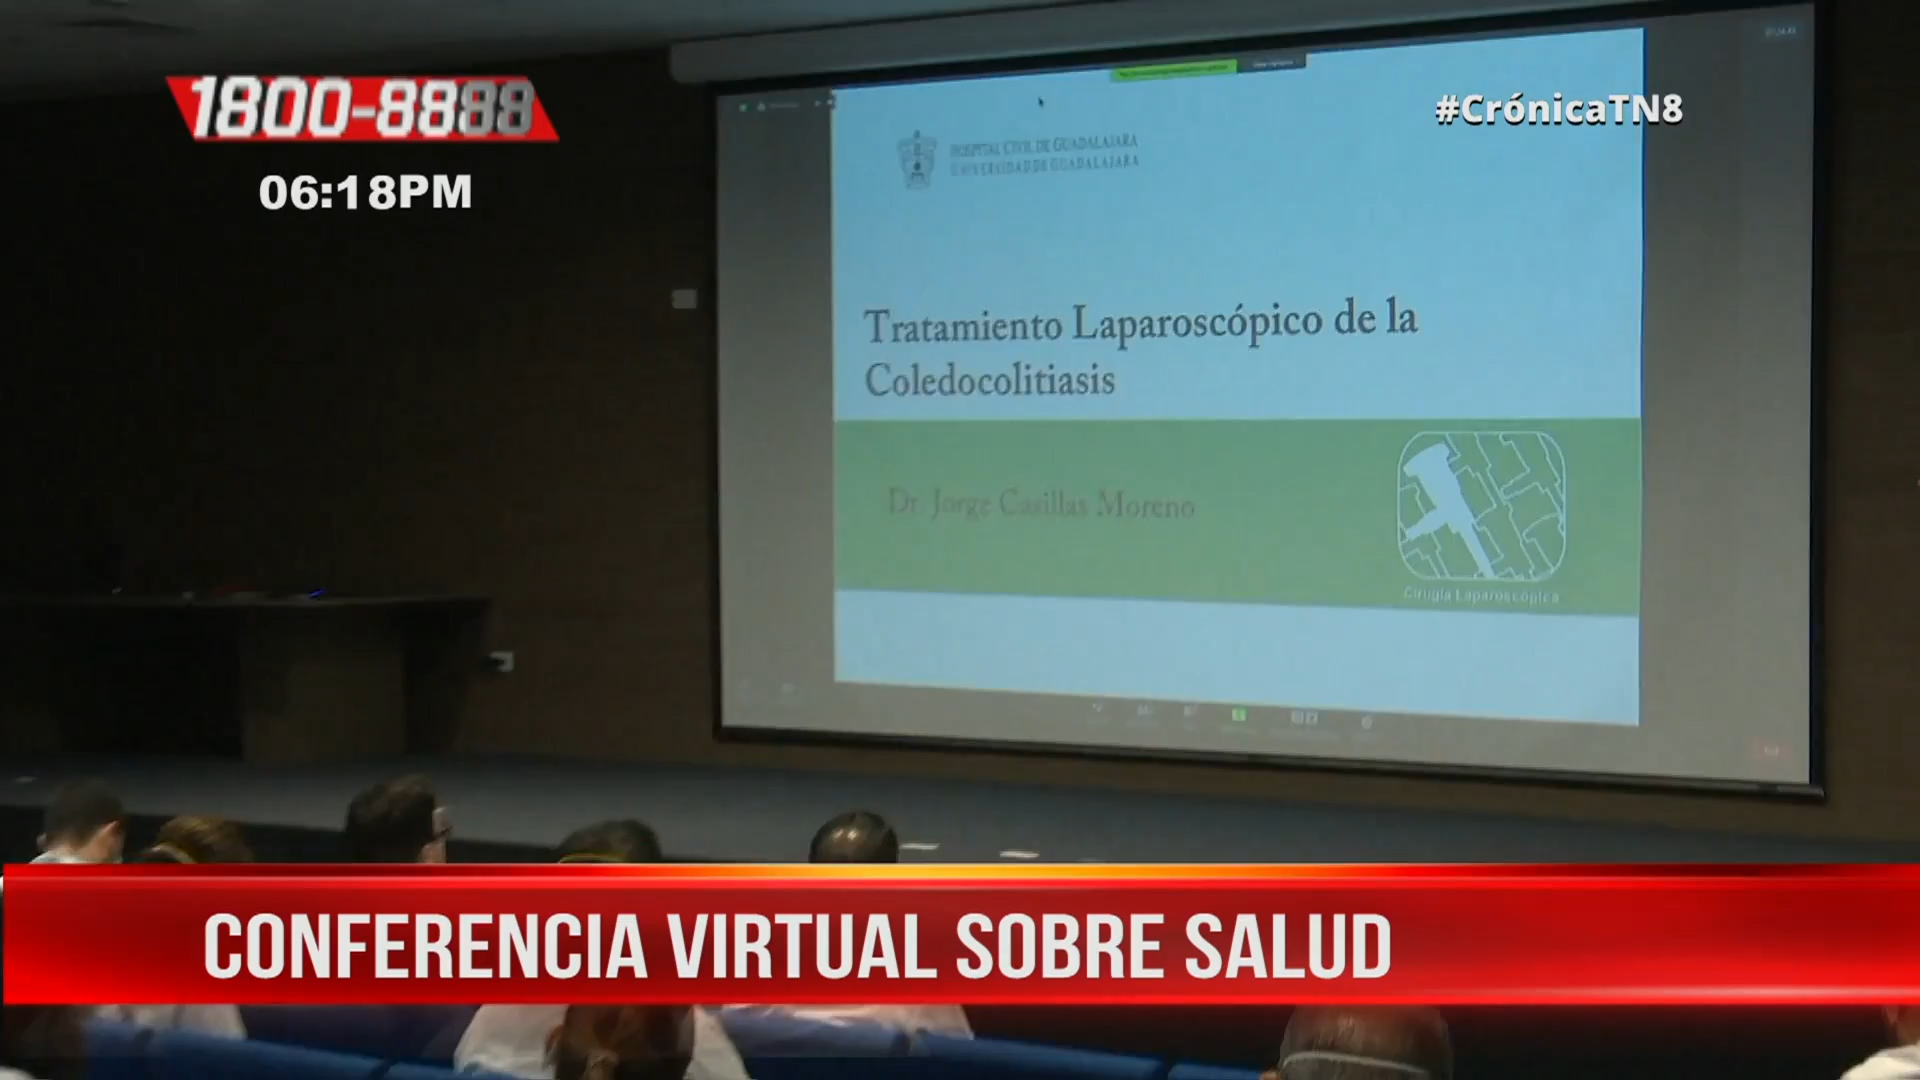 1800-8888
06:18PM
#CrónicaTN8
HOSPITAL CIVIL DE GUADALAJARA
UNIVERSIDAD DE GUADALAJARA
Tratamiento Laparoscópico de la
Coledocolitiasis
Dr. Jorge Casillas Moreno
Cirugía Laparoscópica
CONFERENCIA VIRTUAL SOBRE SALUD